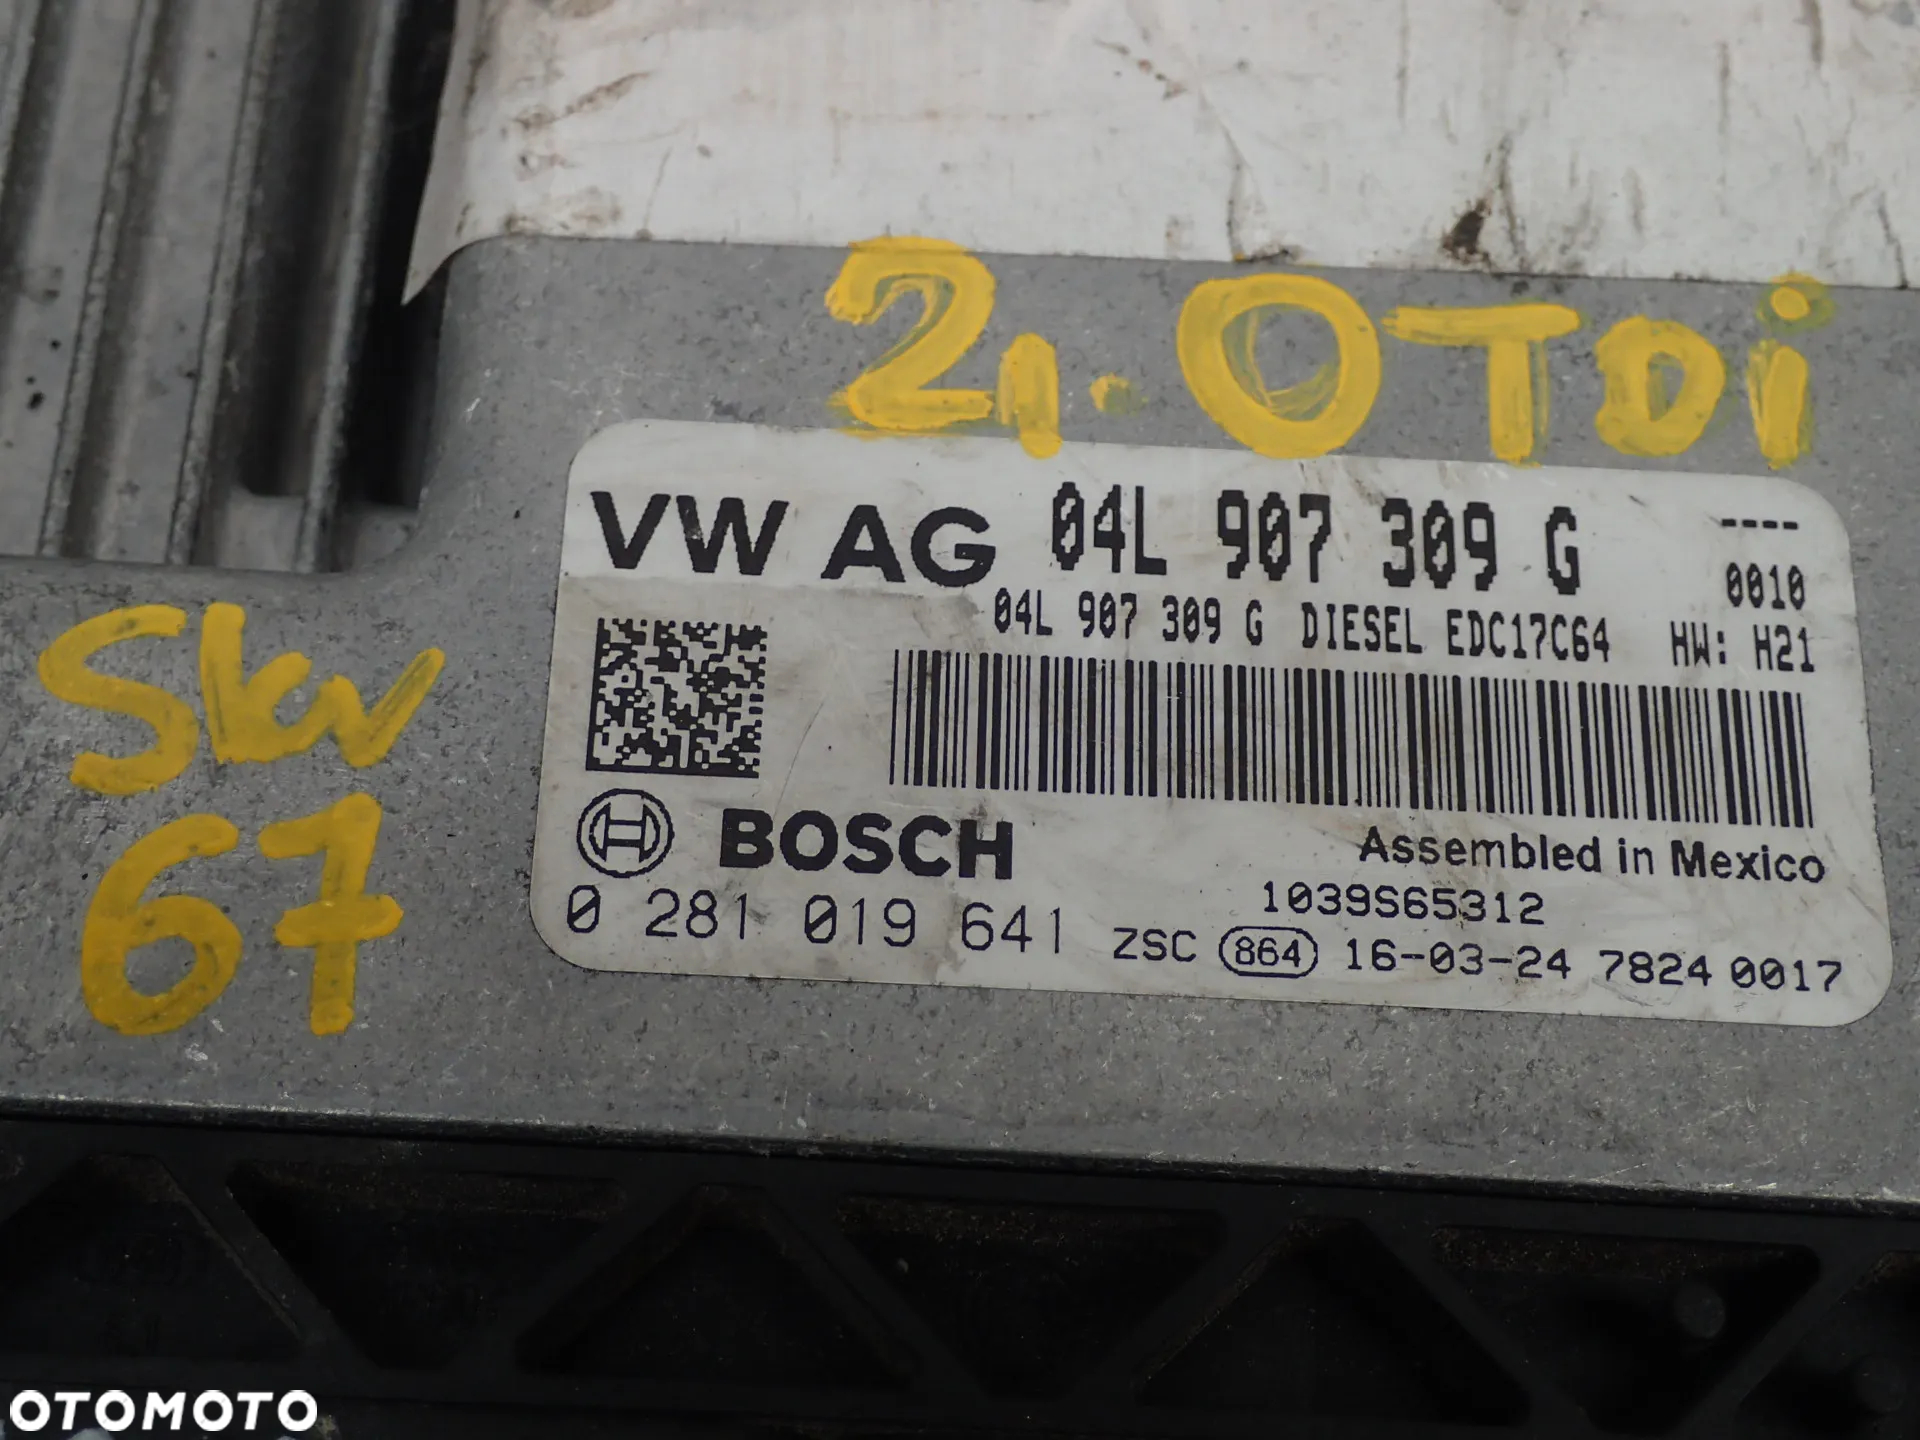 2,.0TDi
VW AG 04L 907 309 G ----
0010
04L 907 309 G DIESEL EDC17C64 HW: H21
Skv
67
BOSCH
Assembled in Mexico
1039S65312
0 281 019 641 ZSC 864 16-03-24 7824 0017
OTOMOTO